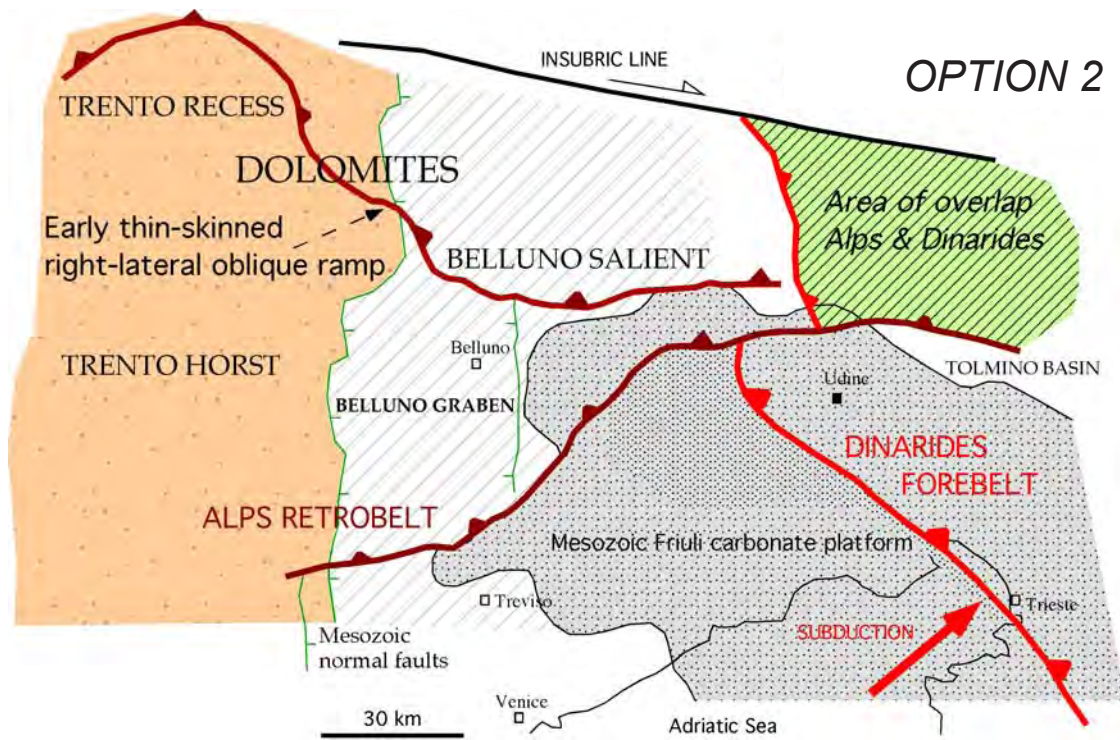 INSUBRIC LINE
OPTION 2
TRENTO RECESS
DOLOMITES
Area of overlap
Alps & Dinarides
Early thin-skinned
right-lateral oblique ramp
BELLUNO SALIENT
Belluno
TRENTO HORST
TOLMINO BASIN
Udine
BELLUNO GRABEN
DINARIDES
FOREBELT
ALPS RETROBELT
Mesozoic Friuli carbonate platform
Treviso
Trieste
SUBDUCTION
Mesozoic
normal faults
Venice
30 km
Adriatic Sea